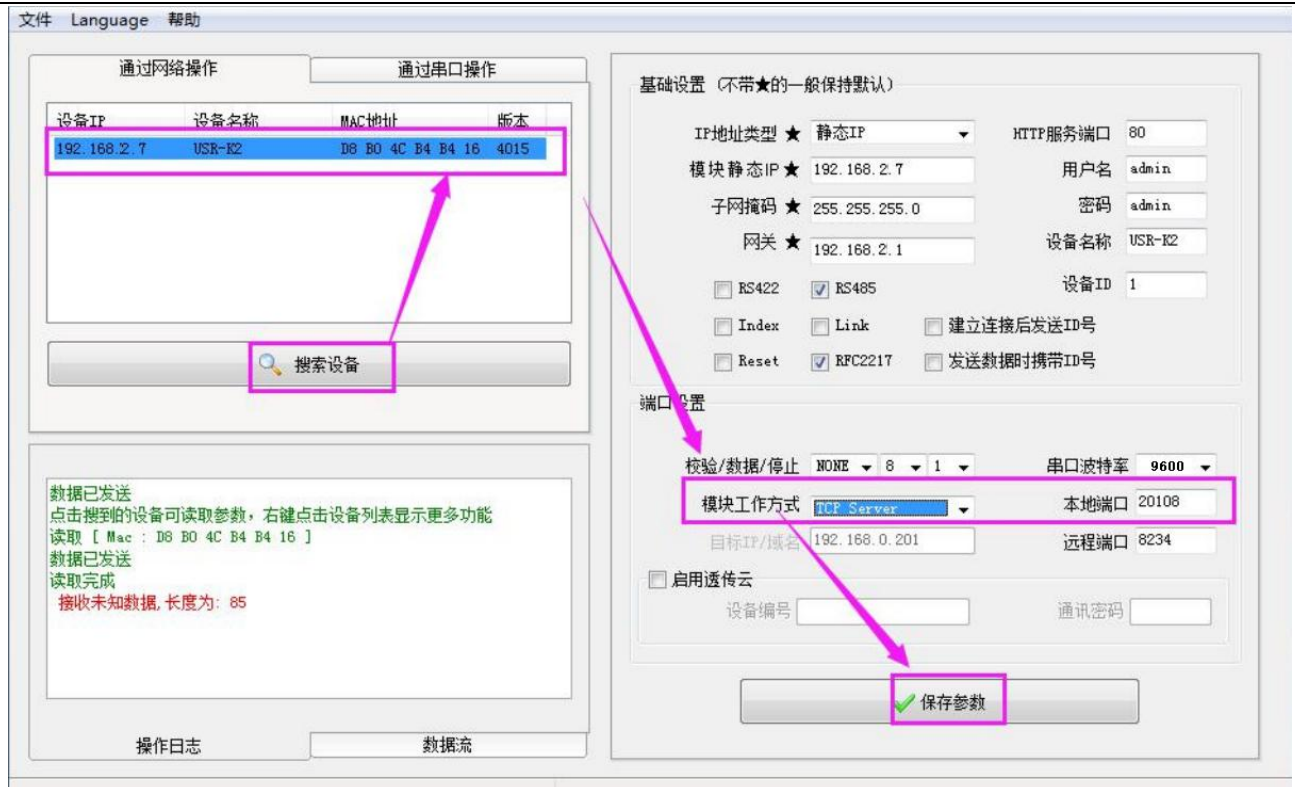 文件 Language 帮助
通过网络操作 通过串口操作
设备IP 设备名称 MAC地址 版本
192.168.2.7 USR-K2 D8 B0 4C B4 B4 16 4015
搜索设备
数据已发送
点击搜到的设备可读取参数，右键点击设备列表显示更多功能
读取 [ Mac : D8 B0 4C B4 B4 16 ]
数据已发送
读取完成
接收未知数据,长度为: 85
操作日志 数据流
基础设置（不带★的一般保持默认）
IP地址类型 ★ 静态IP HTTP服务端口 80
模块静态IP ★ 192.168.2.7 用户名 admin
子网掩码 ★ 255.255.255.0 密码 admin
网关 ★ 192.168.2.1 设备名称 USR-K2
RS422 RS485 设备ID 1
Index Link 建立连接后发送ID号
Reset RFC2217 发送数据时携带ID号
端口设置
校验/数据/停止 NONE 8 1 串口波特率 9600
模块工作方式 TCP Server 本地端口 20108
目标IP/域名 192.168.0.201 远程端口 8234
启用透传云
设备编号 通讯密码
保存参数